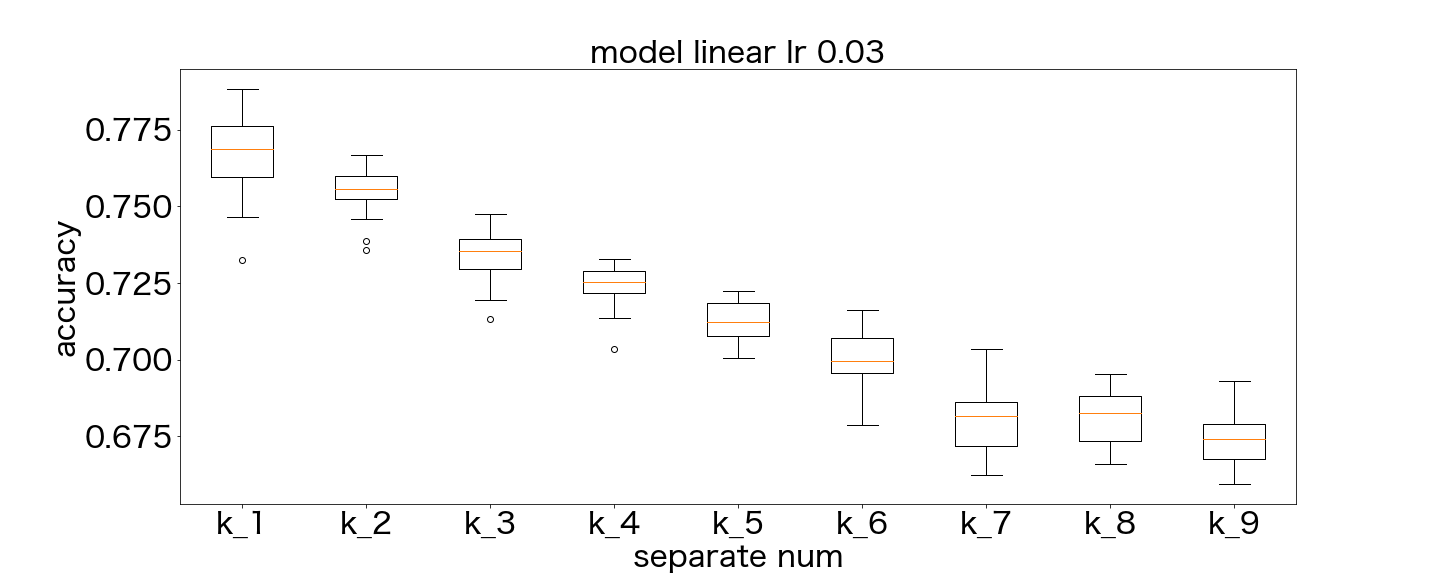 model linear lr 0.03
accuracy
0.775
0.750
0.725
0.700
0.675
k_1 k_2 k_3 k_4 k_5 k_6 k_7 k_8 k_9
separate num